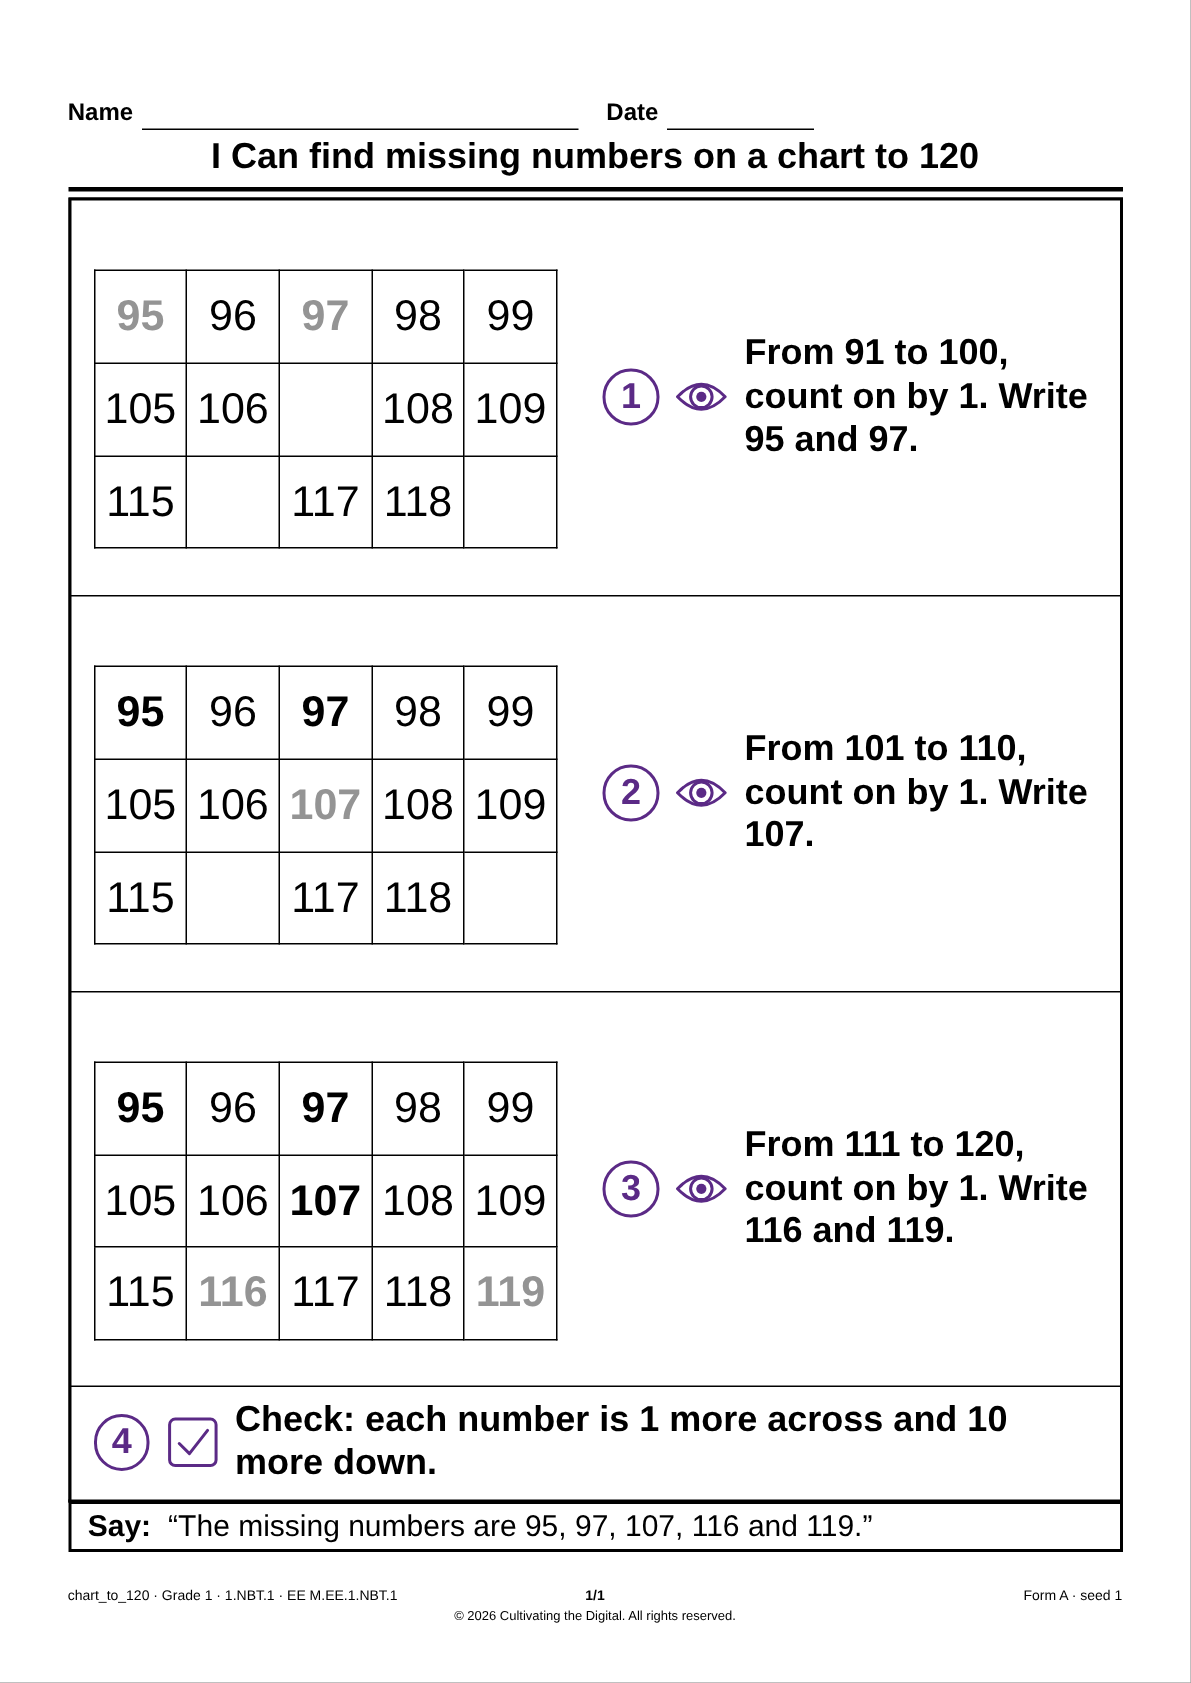 Name Date
I Can find missing numbers on a chart to 120
95 96 97 98 99
105 106 108 109
115 117 118
1 From 91 to 100,
count on by 1. Write
95 and 97.
95 96 97 98 99
105 106 107 108 109
115 117 118
2 From 101 to 110,
count on by 1. Write
107.
95 96 97 98 99
105 106 107 108 109
115 116 117 118 119
3 From 111 to 120,
count on by 1. Write
116 and 119.
4 Check: each number is 1 more across and 10
more down.
Say: “The missing numbers are 95, 97, 107, 116 and 119.”
chart_to_120 · Grade 1 · 1.NBT.1 · EE M.EE.1.NBT.1 1/1 Form A · seed 1
© 2026 Cultivating the Digital. All rights reserved.